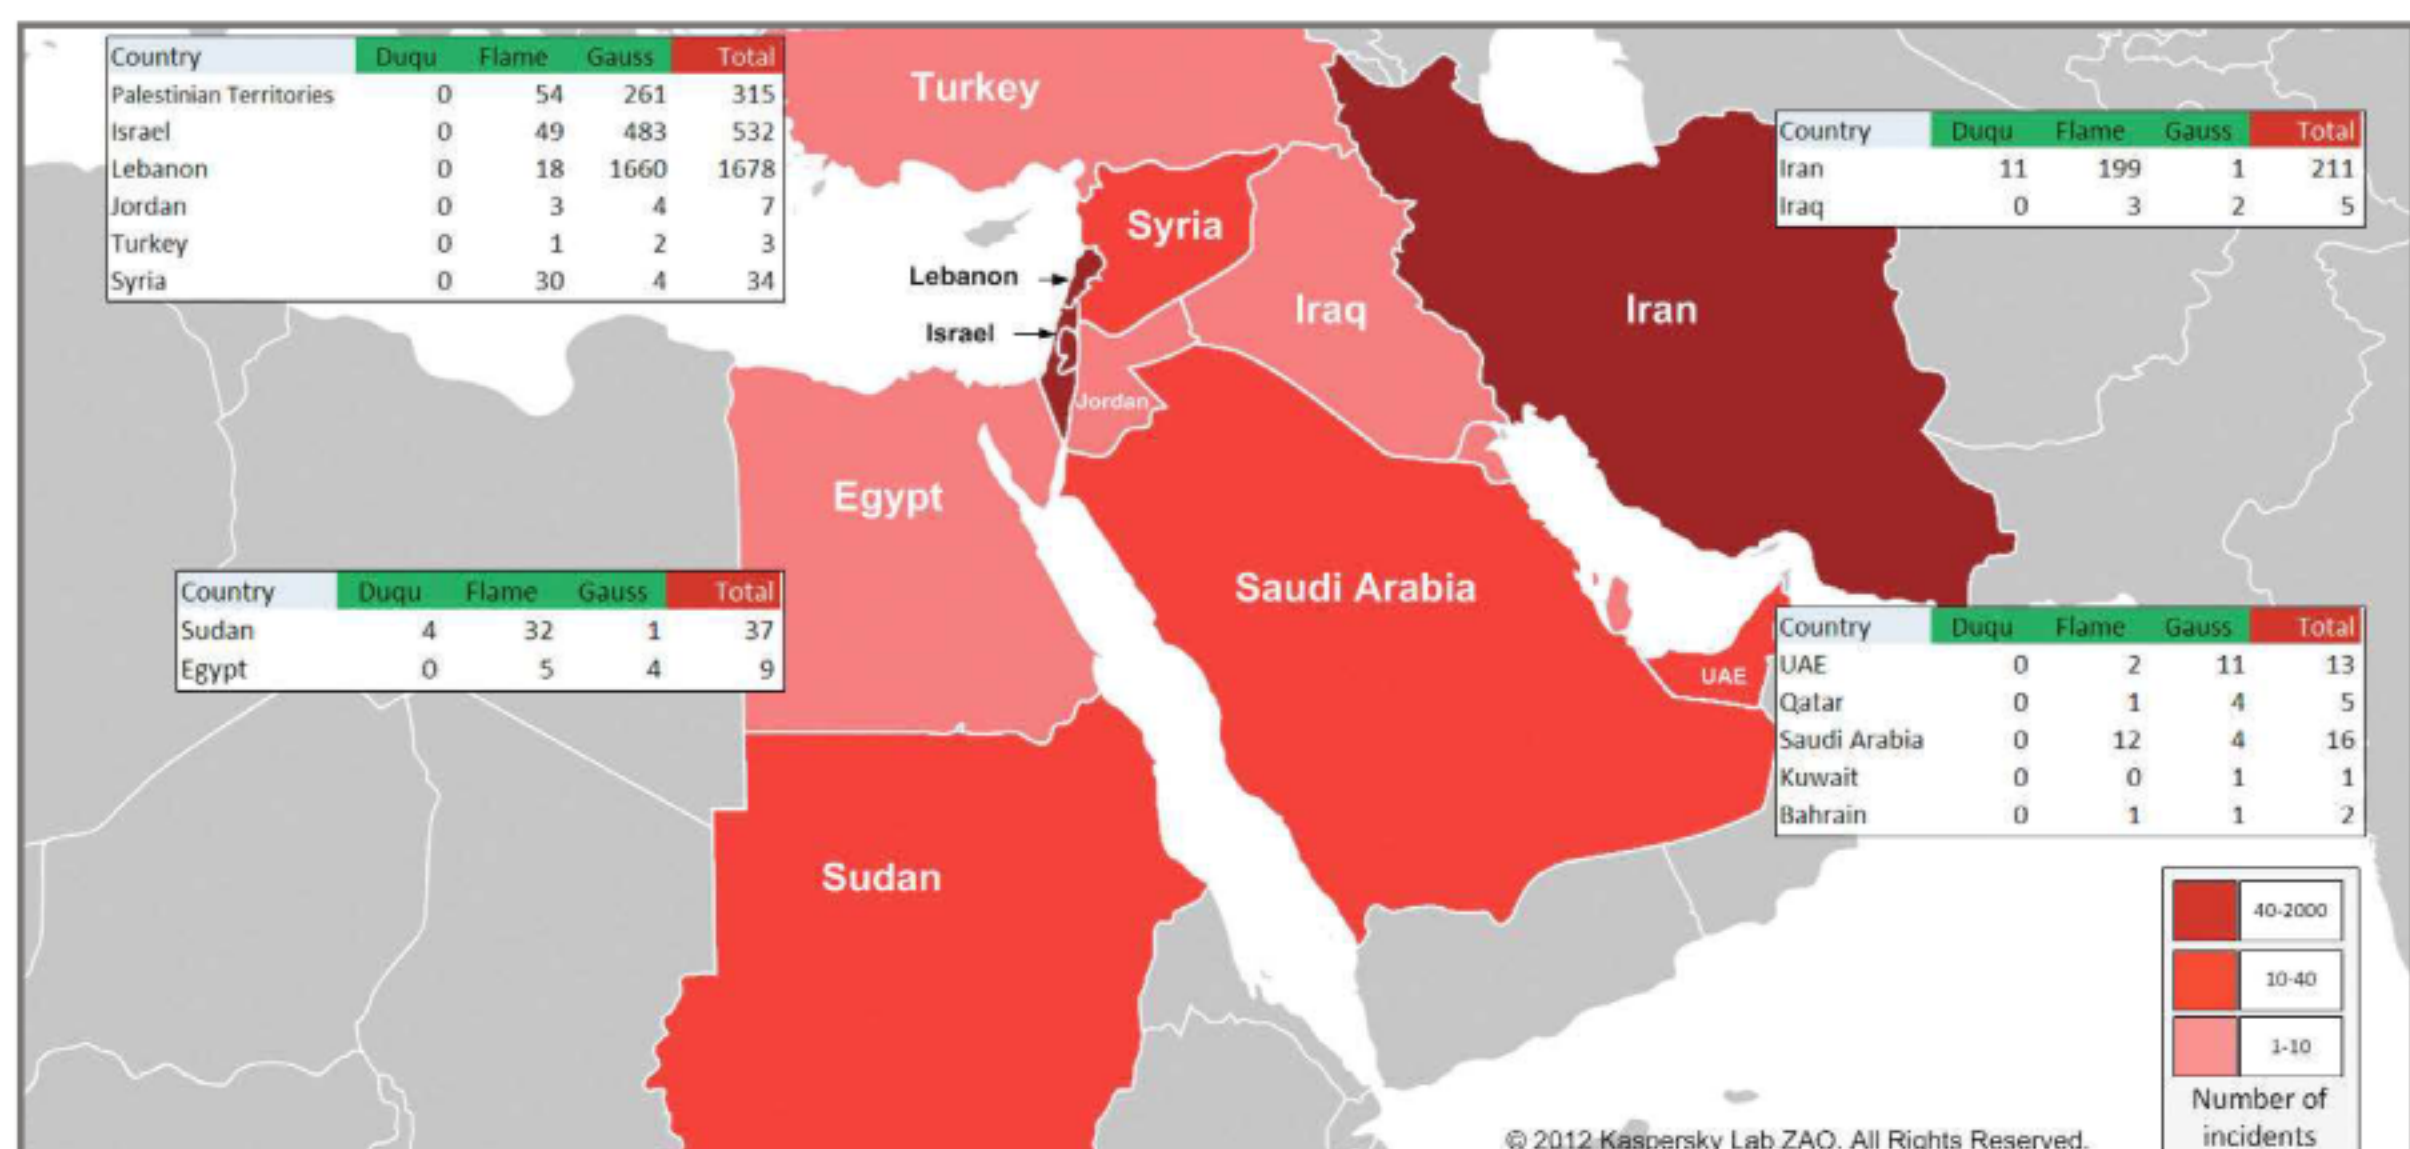 Country Duqu Flame Gauss Total
Palestinian Territories 0 54 261 315
Israel 0 49 483 532
Lebanon 0 18 1660 1678
Jordan 0 3 4 7
Turkey 0 1 2 3
Syria 0 30 4 34
Turkey
Country Duqu Flame Gauss Total
Iran 11 199 1 211
Iraq 0 3 2 5
Syria
Lebanon
Israel
Iraq
Iran
Jordan
Egypt
Saudi Arabia
Country Duqu Flame Gauss Total
Sudan 4 32 1 37
Egypt 0 5 4 9
UAE
Country Duqu Flame Gauss Total
UAE 0 2 11 13
Qatar 0 1 4 5
Saudi Arabia 0 12 4 16
Kuwait 0 0 1 1
Bahrain 0 1 1 2
Sudan
40-2000
10-40
1-10
Number of
incidents
© 2012 Kaspersky Lab ZAO. All Rights Reserved.